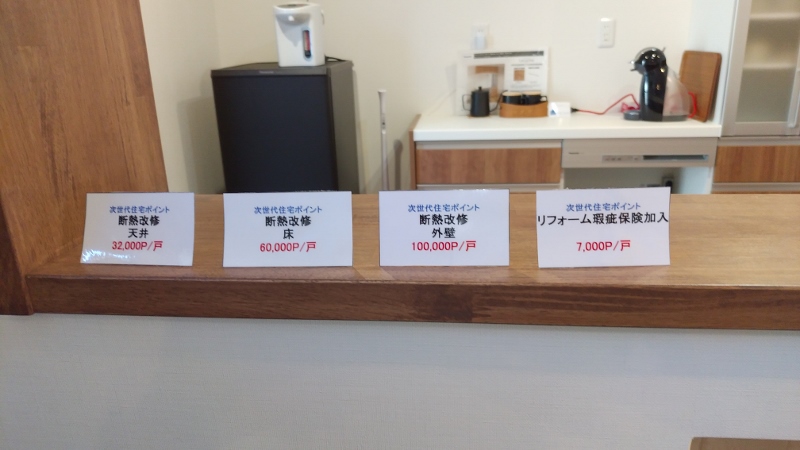 次世代住宅ポイント
断熱改修
天井
32,000P/戸
次世代住宅ポイント
断熱改修
床
60,000P/戸
次世代住宅ポイント
断熱改修
外壁
100,000P/戸
次世代住宅ポイント
リフォーム瑕疵保険加入
7,000P/戸